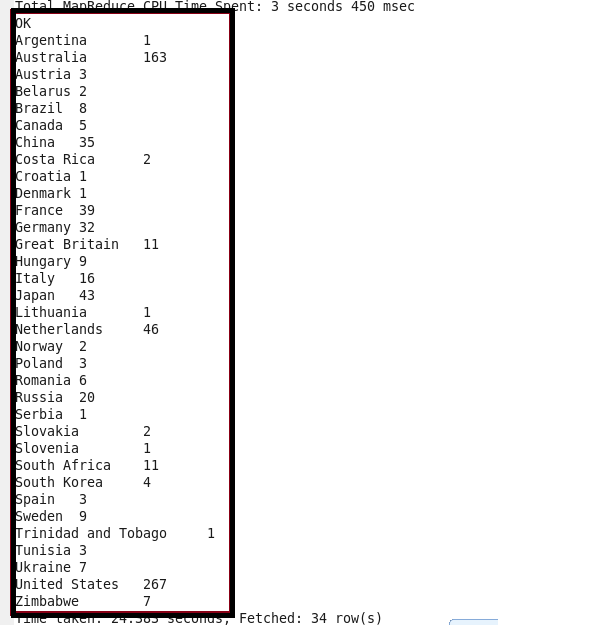 Total MapReduce CPU Time Spent: 3 seconds 450 msec
OK
Argentina 1
Australia 163
Austria 3
Belarus 2
Brazil 8
Canada 5
China 35
Costa Rica 2
Croatia 1
Denmark 1
France 39
Germany 32
Great Britain 11
Hungary 9
Italy 16
Japan 43
Lithuania 1
Netherlands 46
Norway 2
Poland 3
Romania 6
Russia 20
Serbia 1
Slovakia 2
Slovenia 1
South Africa 11
South Korea 4
Spain 3
Sweden 9
Trinidad and Tobago 1
Tunisia 3
Ukraine 7
United States 267
Zimbabwe 7
Time taken: 24.383 seconds, Fetched: 34 row(s)